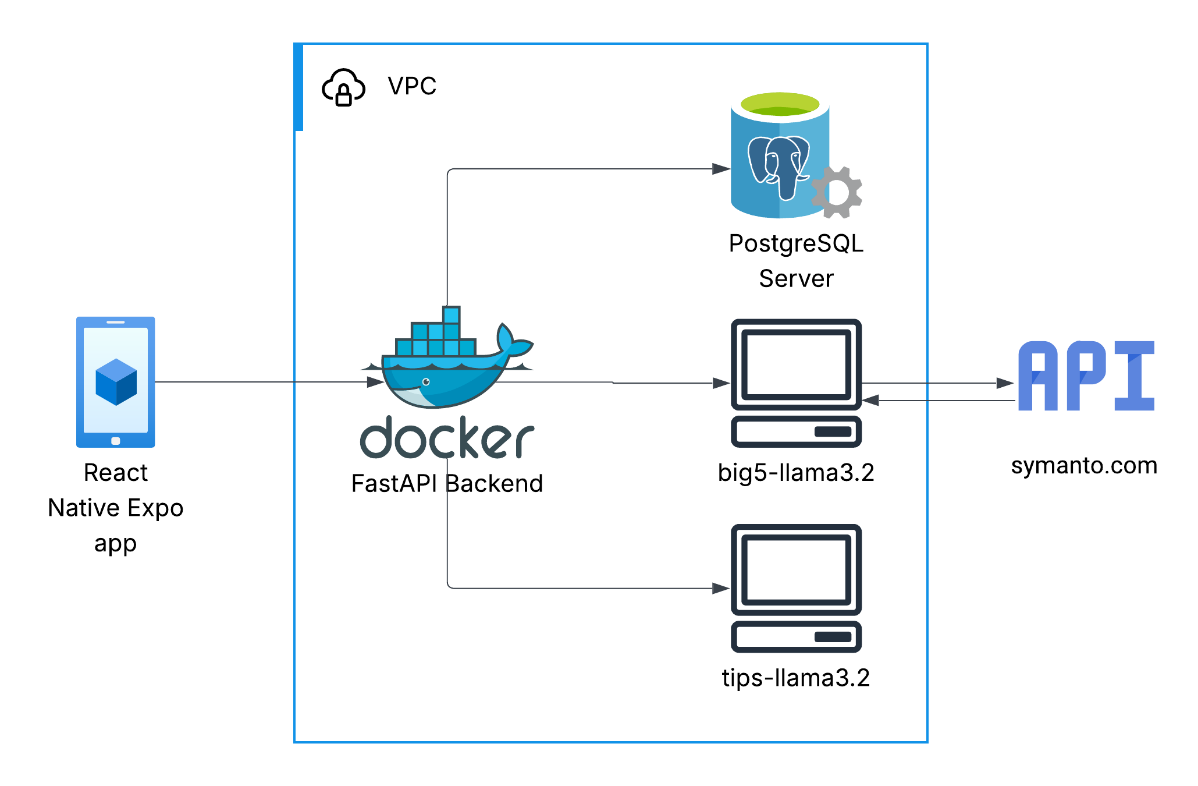 VPC
PostgreSQL
Server
React
Native Expo
app
docker
FastAPI Backend
big5-llama3.2
API
symanto.com
tips-llama3.2